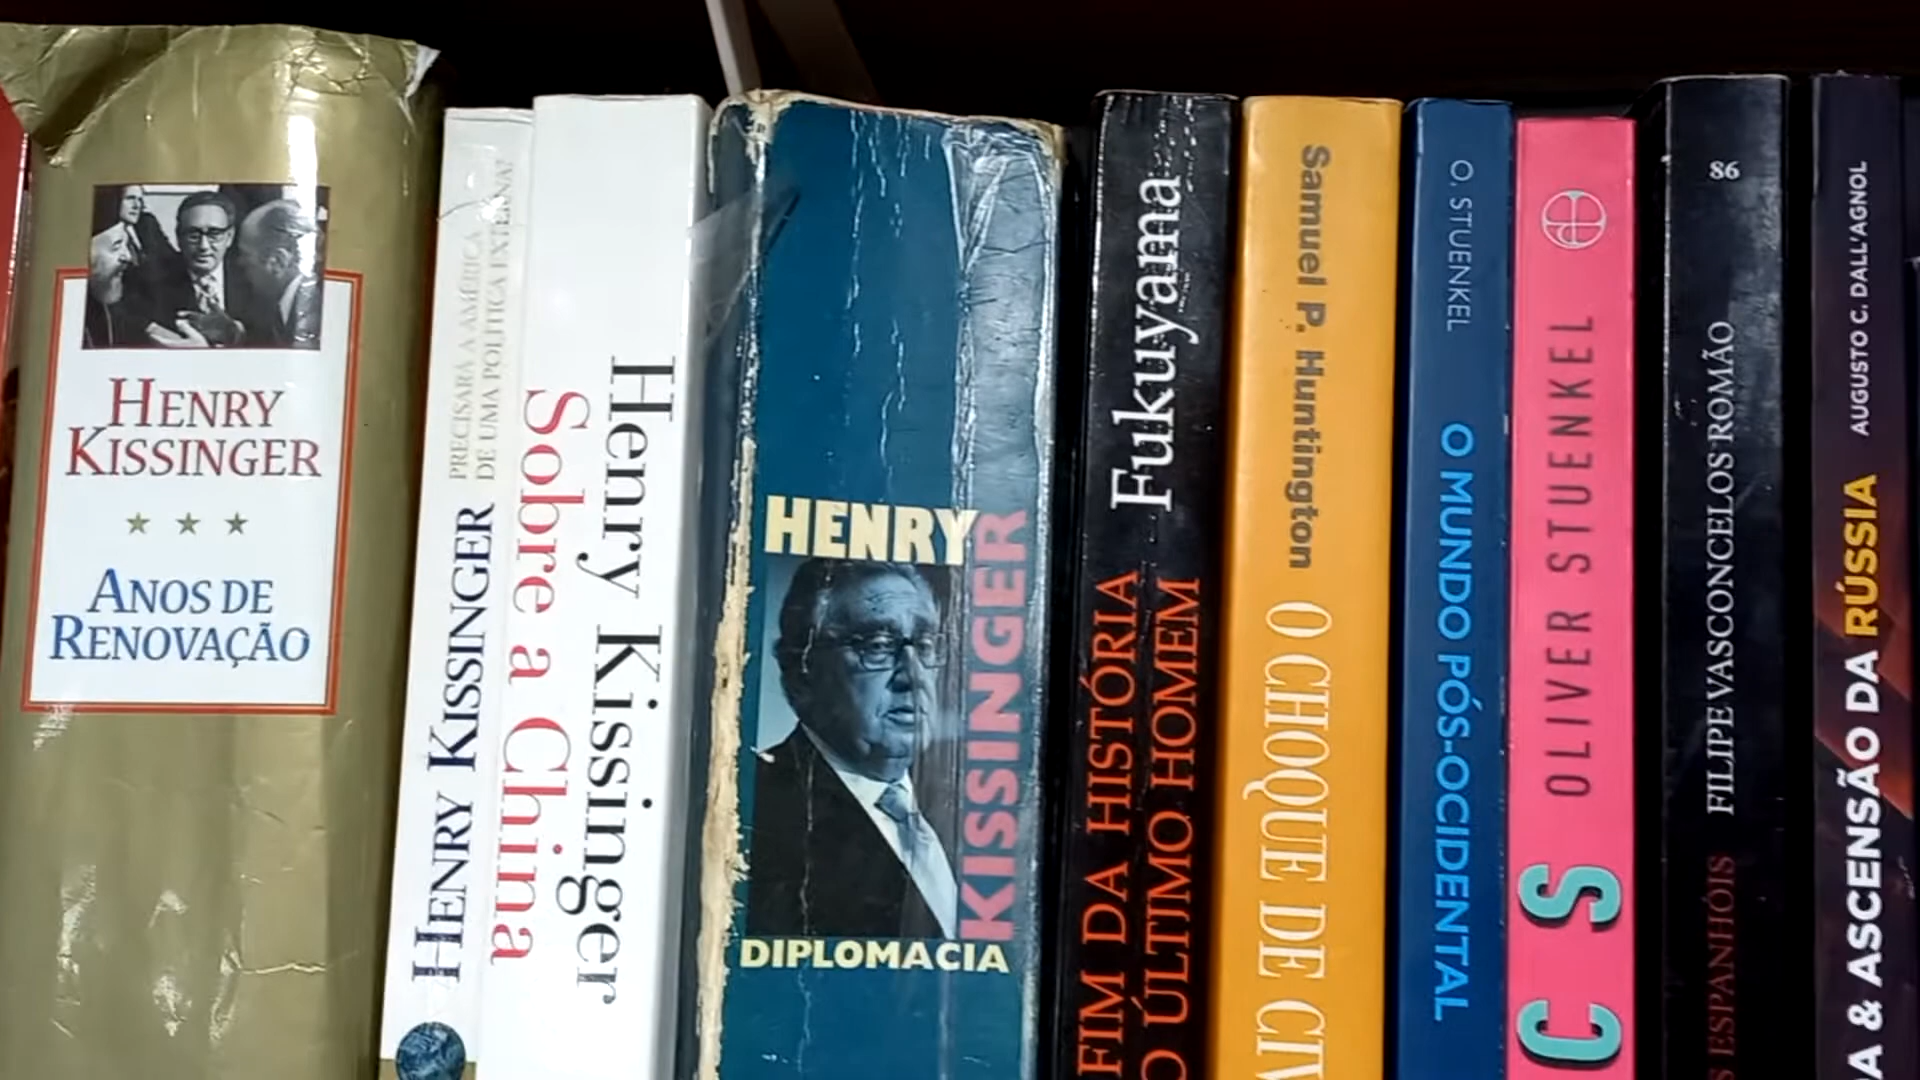 HENRY
KISSINGER
ANOS DE
RENOVAÇÃO
HENRY KISSINGER
PRECISARÁ A AMÉRICA
DE UMA POLÍTICA EXTERNA?
Henry Kissinger
Sobre a China
HENRY
KISSINGER
DIPLOMACIA
Fukuyama
FIM DA HISTÓRIA
O ÚLTIMO HOMEM
Samuel P. Huntington
O CHOQUE DE CIV
O. STUENKEL
O MUNDO PÓS-OCIDENTAL
OLIVER STUENKEL
C S
86
FILIPE VASCONCELOS ROMÃO
S ESPANHÓIS
AUGUSTO C. DALL'AGNOL
A & ASCENSÃO DA RÚSSIA